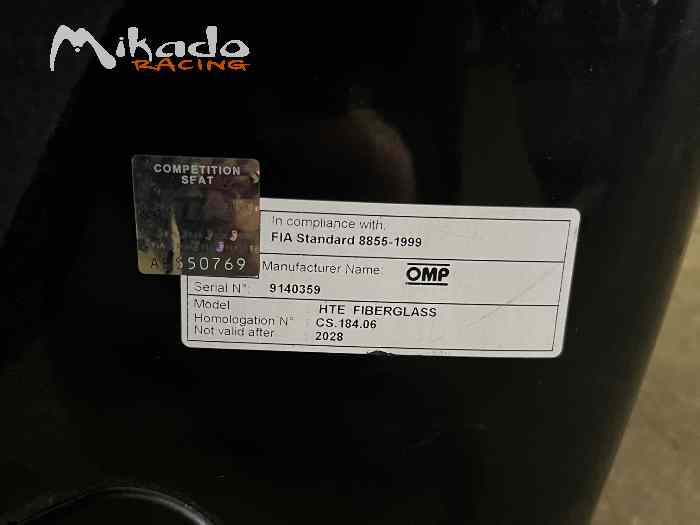 Mikado
RACING
COMPETITION
SEAT
In compliance with:
FIA Standard 8855-1999
Manufacturer Name: OMP
Serial N°: 9140359
Model HTE FIBERGLASS
Homologation N° : CS.184.06
Not valid after : 2028